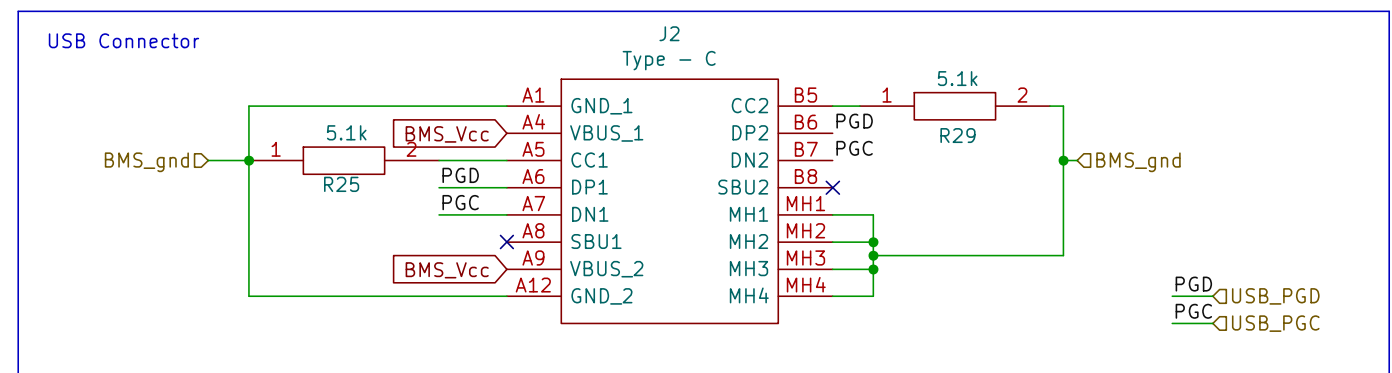 USB Connector
J2
Type – C
5.1k
A1 GND_1 CC2 B5 1 2
5.1k BMS_Vcc A4 VBUS_1 DP2 B6 PGD R29
BMS_gnd 1 2 A5 CC1 DN2 B7 PGC BMS_gnd
R25 PGD A6 DP1 SBU2 B8
PGC A7 DN1 MH1 MH1
A8 SBU1 MH2 MH2
BMS_Vcc A9 VBUS_2 MH3 MH3
A12 GND_2 MH4 MH4 PGD USB_PGD
PGC USB_PGC